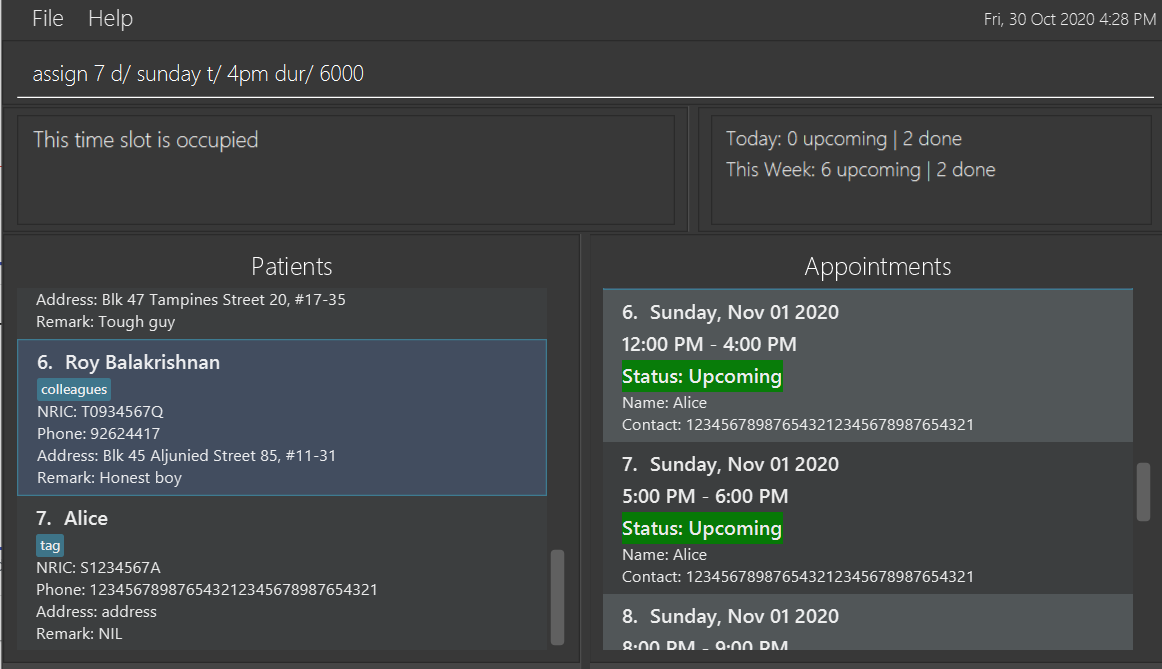 File Help Fri, 30 Oct 2020 4:28 PM
assign 7 d/ sunday t/ 4pm dur/ 6000
This time slot is occupied
Today: 0 upcoming | 2 done
This Week: 6 upcoming | 2 done
Patients
Address: Blk 47 Tampines Street 20, #17-35
Remark: Tough guy
6. Roy Balakrishnan
colleagues
NRIC: T0934567Q
Phone: 92624417
Address: Blk 45 Aljunied Street 85, #11-31
Remark: Honest boy
7. Alice
tag
NRIC: S1234567A
Phone: 123456789876543212345678987654321
Address: address
Remark: NIL
Appointments
6. Sunday, Nov 01 2020
12:00 PM - 4:00 PM
Status: Upcoming
Name: Alice
Contact: 123456789876543212345678987654321
7. Sunday, Nov 01 2020
5:00 PM - 6:00 PM
Status: Upcoming
Name: Alice
Contact: 123456789876543212345678987654321
8. Sunday, Nov 01 2020
8:00 PM - 9:00 PM